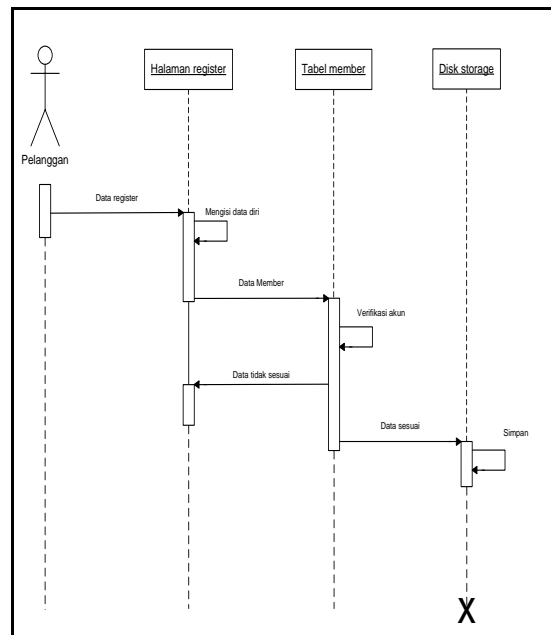 Halaman register
Tabel member
Disk storage
Pelanggan
Data register
Mengisi data diri
Data Member
Verifikasi akun
Data tidak sesuai
Data sesuai
Simpan
X